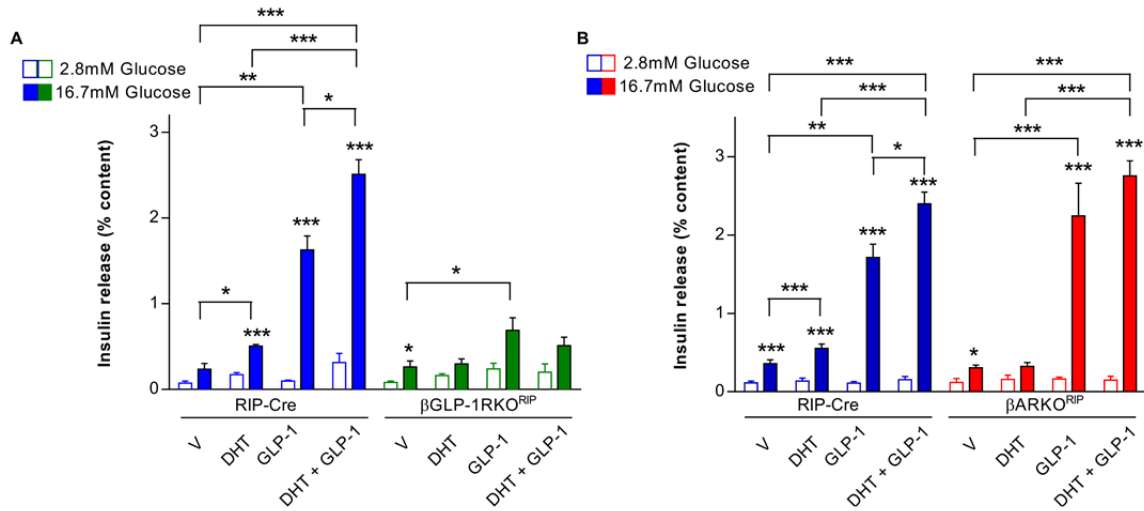 A
2.8mM Glucose
16.7mM Glucose
***
***
**
*
***
***
*
***
*
*
Insulin release (% content)
3
2
1
0
RIP-Cre
βGLP-1RKO^RIP
V
DHT
GLP-1
DHT + GLP-1
V
DHT
GLP-1
DHT + GLP-1
B
2.8mM Glucose
16.7mM Glucose
***
***
***
***
**
***
*
***
***
***
***
***
***
***
*
Insulin release (% content)
3
2
1
0
RIP-Cre
βARKO^RIP
V
DHT
GLP-1
DHT + GLP-1
V
DHT
GLP-1
DHT + GLP-1